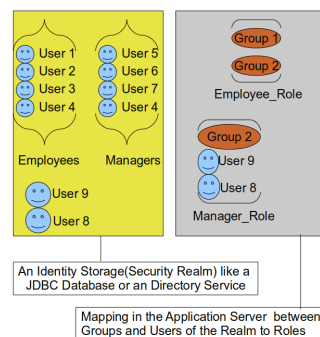 User 1
User 2
User 3
User 4
Employees
User 5
User 6
User 7
User 4
Managers
User 9
User 8
Group 1
Group 2
Employee_Role
Group 2
User 9
User 8
Manager_Role
An Identity Storage(Security Realm) like a
JDBC Database or an Directory Service
Mapping in the Application Server between
Groups and Users of the Realm to Roles